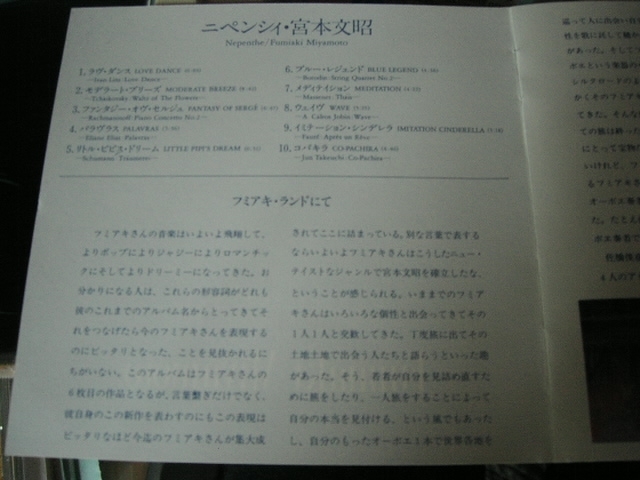 ニペンシィ・宮本文昭
Nepenthe/Fumiaki Miyamoto
1. ラヴ・ダンス LOVE DANCE
—Ivan Lins: Love Dance—
2. モデラート・ブリーズ MODERATE BREEZE
—Tchaikovsky: Waltz of The Flowers—
3. ファンタジー・オヴ・セルジュ FANTASY OF SERGE
—Rachmaninoff: Piano Concerto No.2—
4. パラヴラス PALAVRAS
—Eliane Elias: Palavras—
5. リトル・ピピス・ドリーム LITTLE PIPI'S DREAM
—Schumann: Träumerei—
6. ブルー・レジェンド BLUE LEGEND
—Borodin: String Quartet No.2—
7. メディテイション MEDITATION
—Massenet: Thais—
8. ウェイヴ WAVE
—A. Carlos Jobim: Wave—
9. イミテーション・シンデレラ IMITATION CINDERELLA
—Fauré: Après un Rêve—
10. コパキラ CO-PACHIRA
—Jun Takeuchi: Co-Pachira—
フミアキ・ランドにて
フミアキさんの音楽はいよいよ飛翔して、
よりポップによりジャジーによりロマンチッ
クにそしてよりドリーミーになってきた。お
分かりになる人は、これらの形容詞がどれも
彼のこれまでのアルバム名からとってきてそ
れをつなげたら今のフミアキさんを表現する
のにピッタリとなった、ことを見抜かれるに
ちがいない。このアルバムはフミアキさんの
6枚目の作品となるが、言葉繋ぎだけでなく、
彼自身のこの新作を表わすのにもこの表現は
ピッタリなほど今迄のフミアキさんが集大成
されてここに詰まっている。別な言葉で表する
ならいよいよフミアキさんはこうしたニュー・
テイストなジャンルで宮本文昭を確立したな、
ということが感じられる。いままでのフミア
キさんはいろいろな個性と出会ってきてその
1人1人と交歓してきた。丁度旅に出てその
土地土地で出会う人たちと語らうといった趣
があった。そう、若者が自分を見詰め直すた
めに旅をしたり、一人旅をすることによって
自分の本当を見付ける、という風でもあった
し、自分のもったオーボエ1本で世界各地を